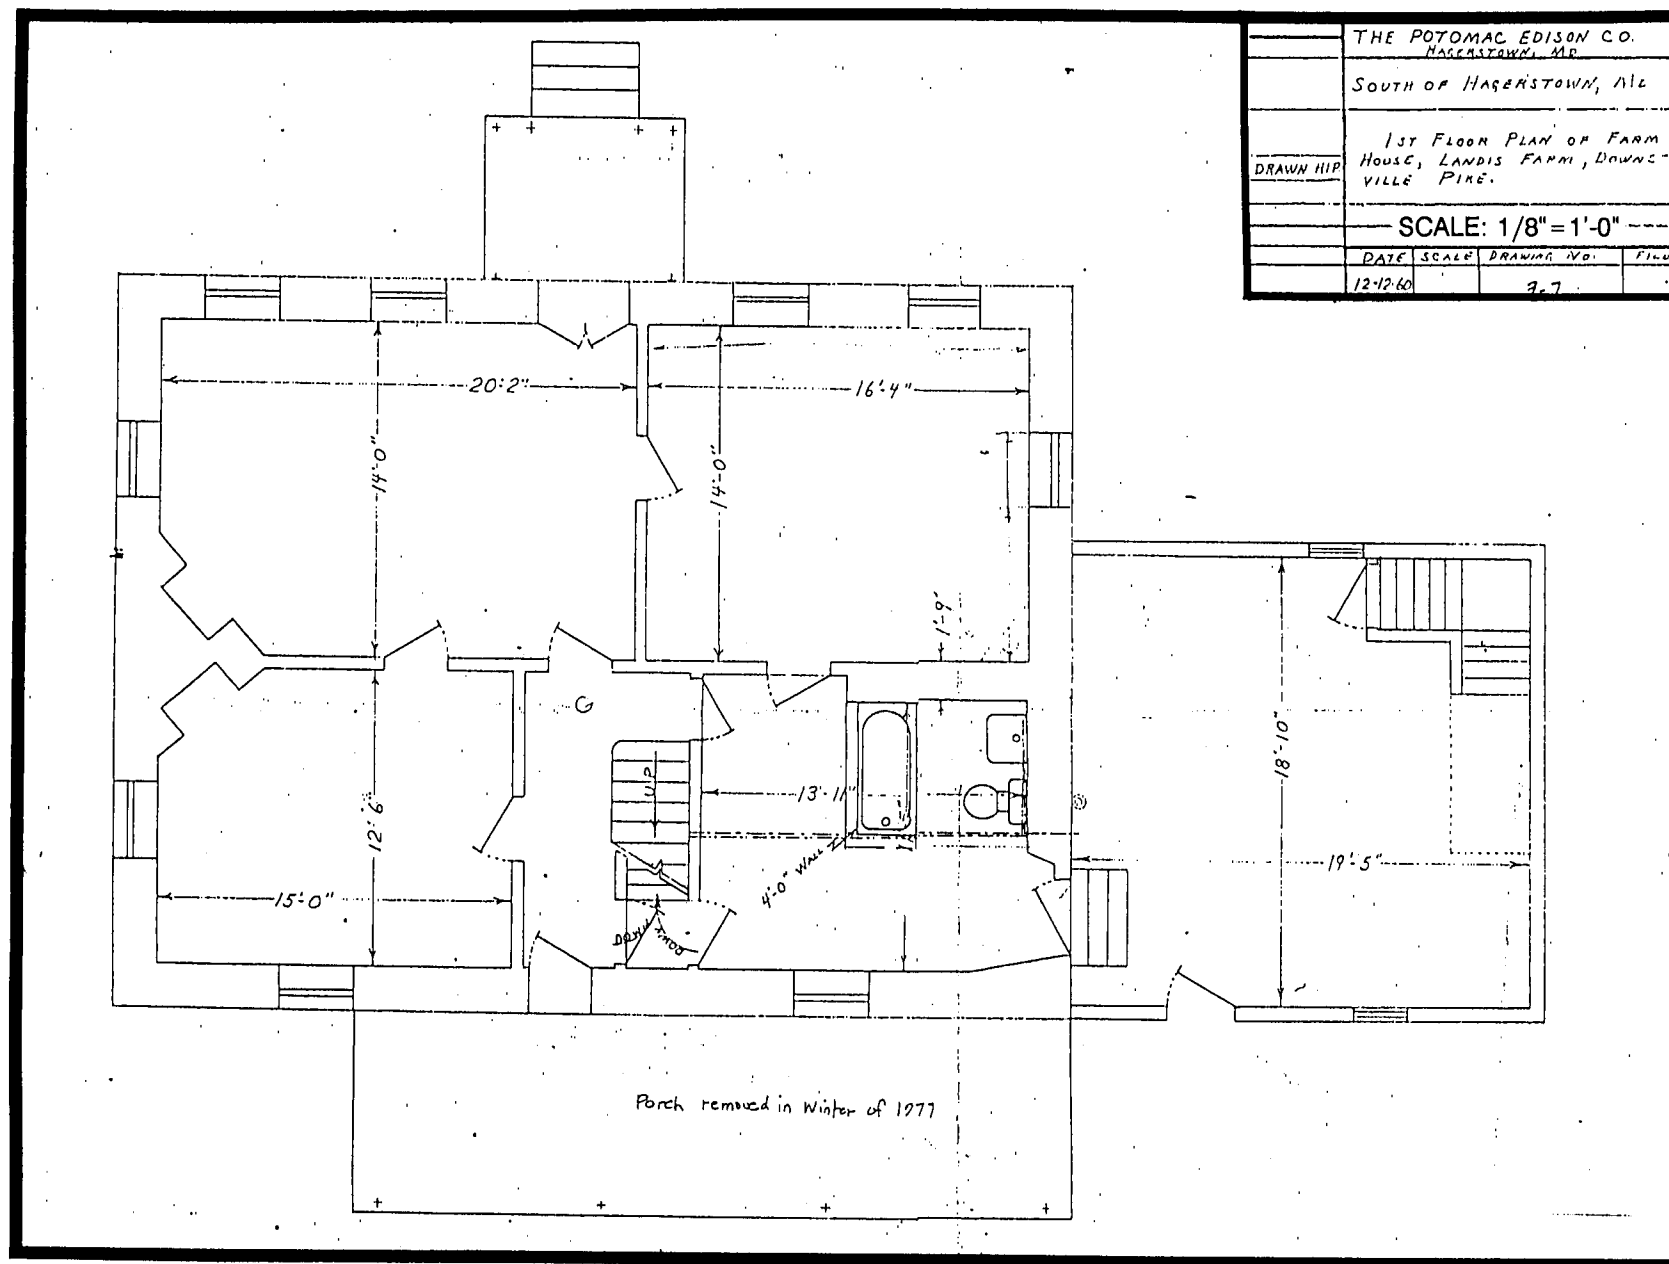 THE POTOMAC EDISON CO.
HAGERSTOWN, MD
SOUTH OF HAGERSTOWN, MD
1ST FLOOR PLAN OF FARM
HOUSE, LANDIS FARM, DOWNS-
VILLE PIKE.
DRAWN HIP
SCALE: 1/8"=1'-0"
DATE SCALE DRAWING NO.
12-12-60
20'-2"
16'-4"
14'-0"
14'-0"
1'-9"
G
UP
13'-11"
18'-10"
12'-6"
4'-0" WALL
19'-5"
15'-0"
DOWN
DOWN
Porch removed in Winter of 1977